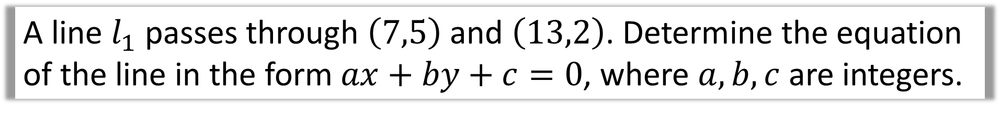 A line l₁ passes through (7,5) and (13,2). Determine the equation
of the line in the form ax + by + c = 0, where a, b, c are integers.